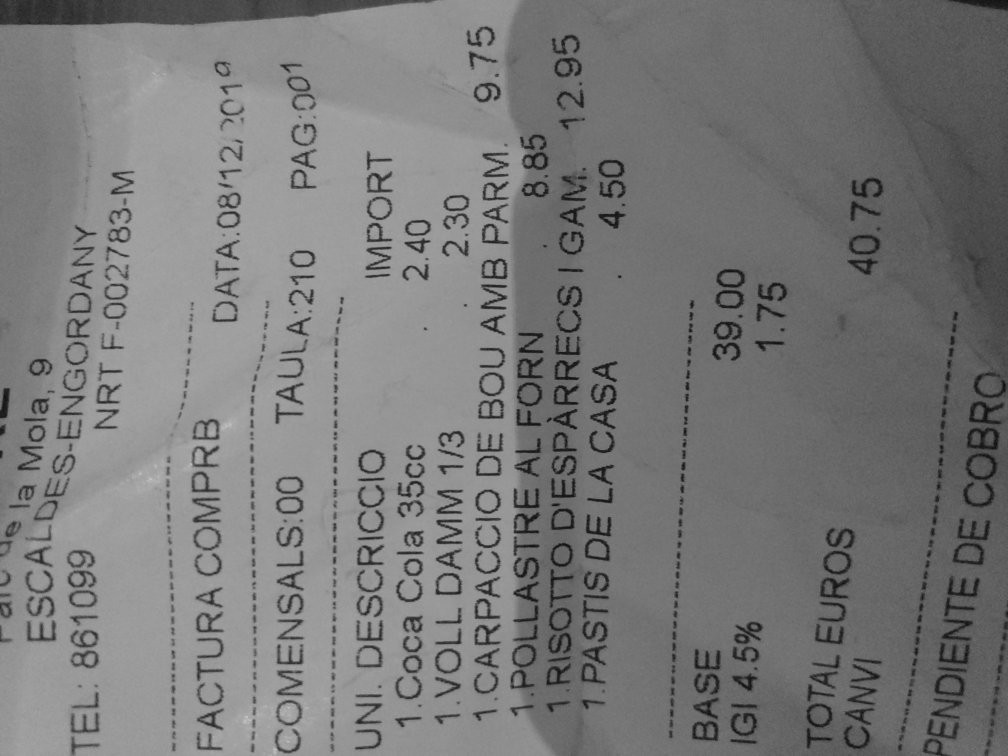 de la Mola, 9
ESCALDES-ENGORDANY
TEL: 861099 NRT F-002783-M
FACTURA COMPRB DATA:08/12/2019
COMENSALS:00 TAULA:210 PAG:001
UNI. DESCRICCIO IMPORT
1.Coca Cola 35cc . 2.40
1.VOLL DAMM 1/3 . 2.30
1.CARPACCIO DE BOU AMB PARM. 9.75
1.POLLASTRE AL FORN . 8.85
1.RISOTTO D'ESPÀRRECS I GAM. 12.95
1.PASTIS DE LA CASA . 4.50
BASE 39.00
IGI 4.5% 1.75
TOTAL EUROS 40.75
CANVI
PENDIENTE DE COBRO